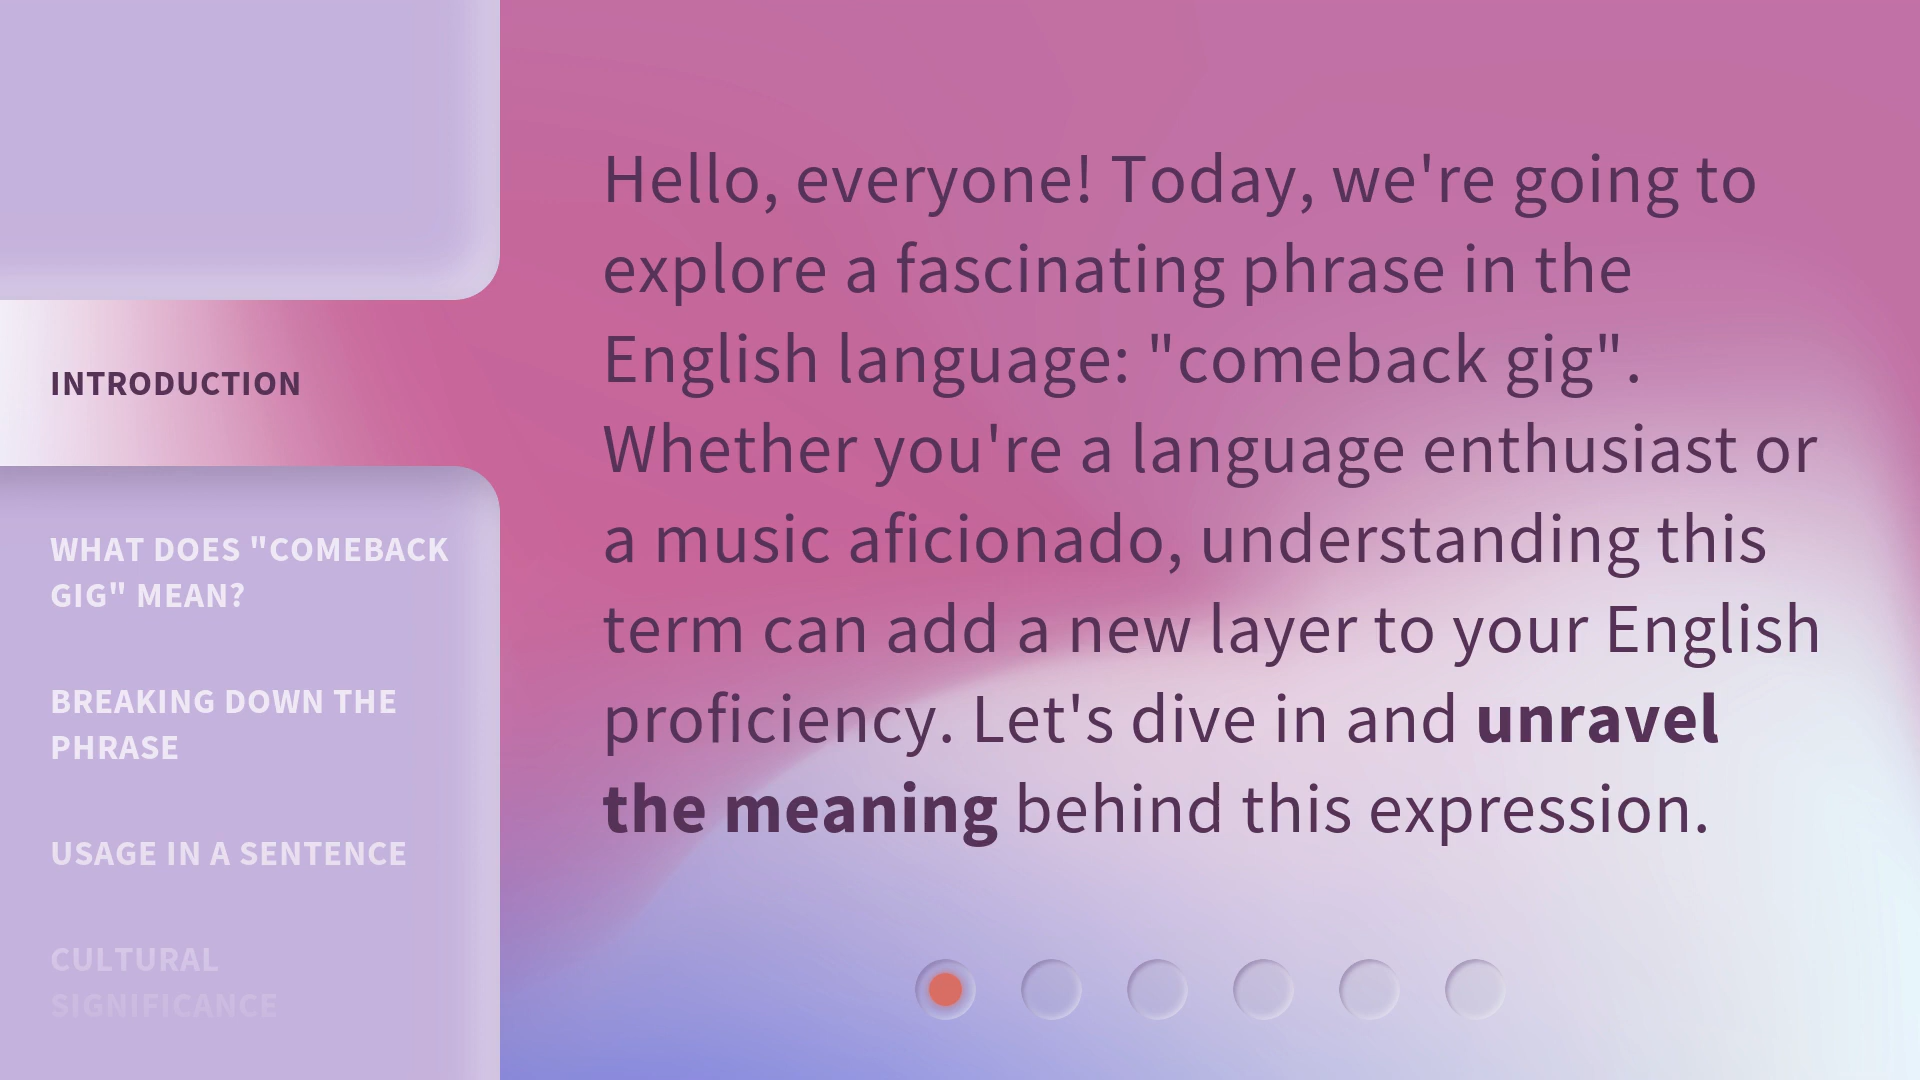 INTRODUCTION
WHAT DOES "COMEBACK
GIG" MEAN?
BREAKING DOWN THE
PHRASE
USAGE IN A SENTENCE
CULTURAL
SIGNIFICANCE
Hello, everyone! Today, we're going to
explore a fascinating phrase in the
English language: "comeback gig".
Whether you're a language enthusiast or
a music aficionado, understanding this
term can add a new layer to your English
proficiency. Let's dive in and unravel
the meaning behind this expression.